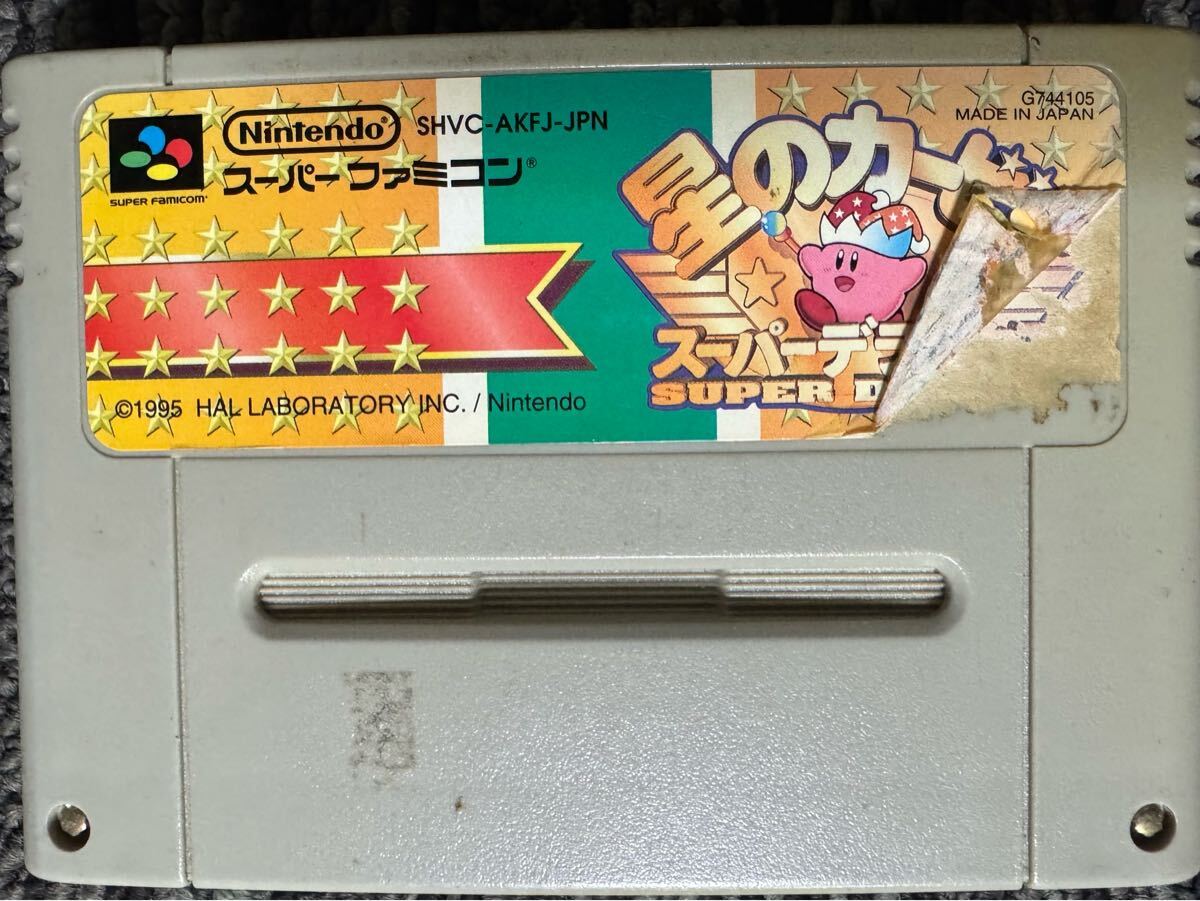 Nintendo® SHVC-AKFJ-JPN
スーパーファミコン®
SUPER FAMICOM®
©1995 HAL LABORATORY INC. / Nintendo
G744105
MADE IN JAPAN
星のカー
スーパーデラ
SUPER D